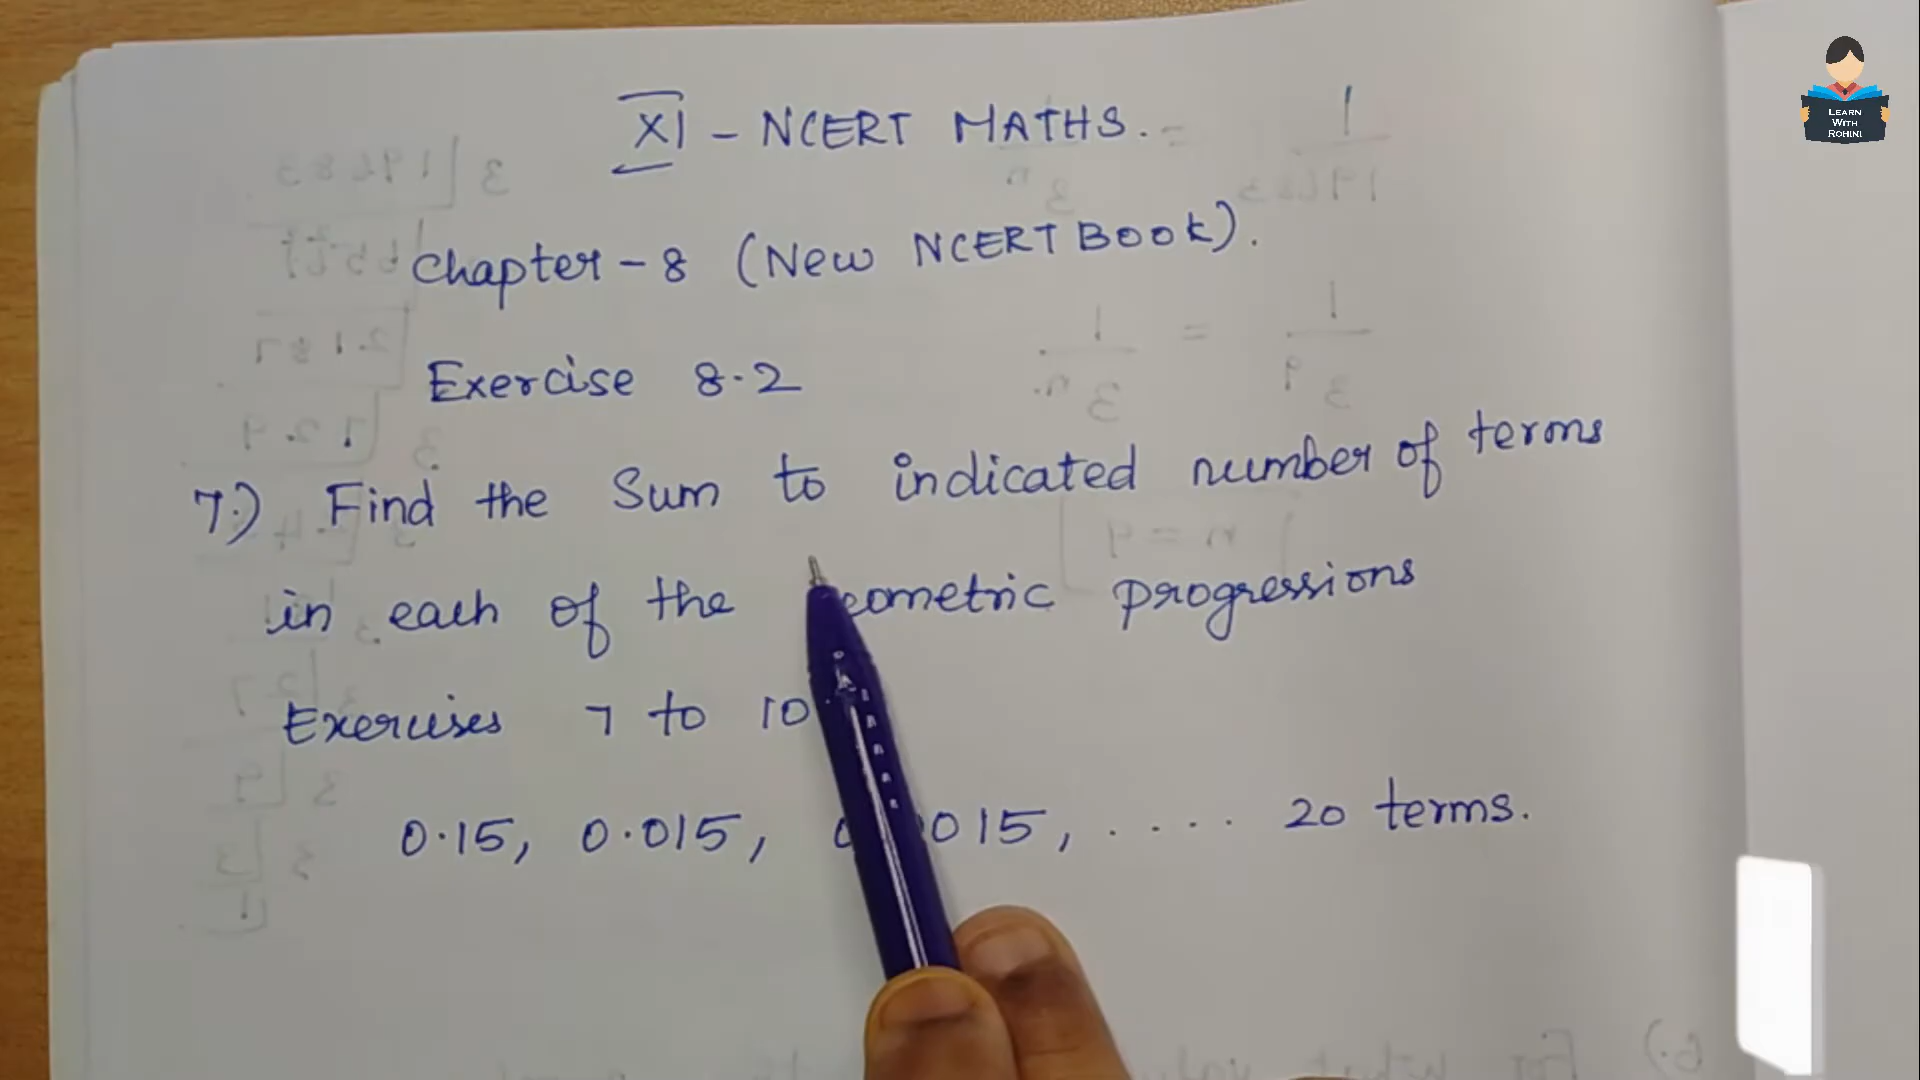 XI - NCERT MATHS.
Chapter - 8 (New NCERT Book).
Exercise 8.2
7.) Find the Sum to indicated number of terms
in each of the eometric progressions
Exercises 7 to 10
0.15, 0.015, 0 015, .... 20 terms.
LEARN
WITH
ROHINI